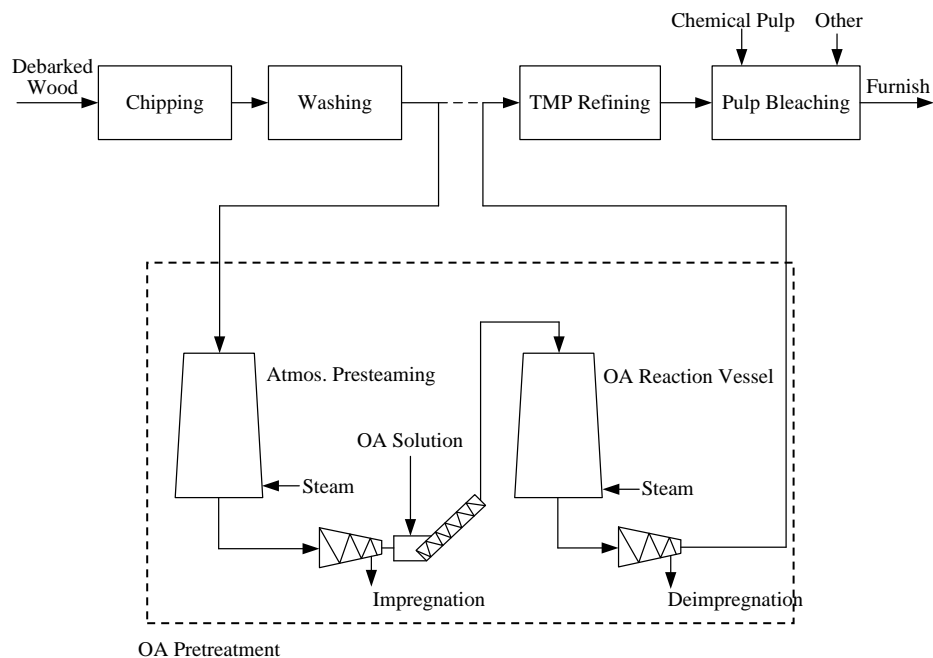 Chemical Pulp
Other
Debarked
Wood
Chipping
Washing
TMP Refining
Pulp Bleaching
Furnish
Atmos. Presteaming
OA Reaction Vessel
OA Solution
Steam
Steam
Impregnation
Deimpregnation
OA Pretreatment